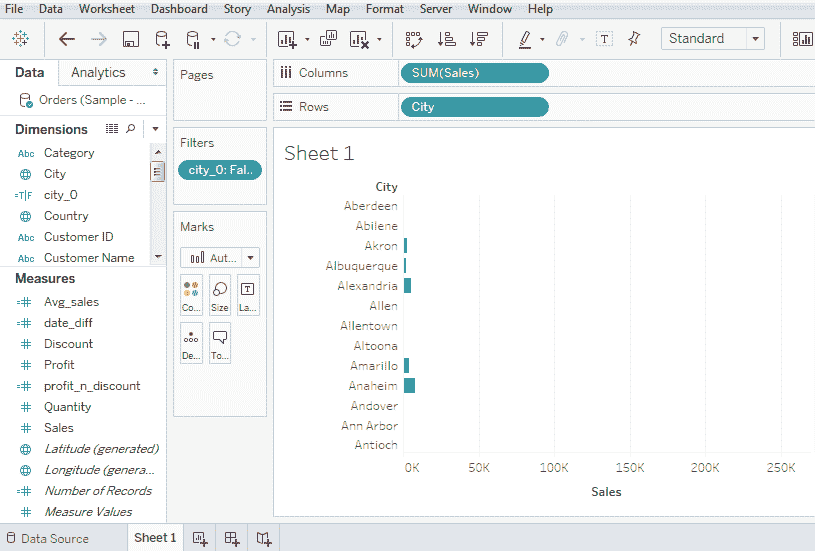 File Data Worksheet Dashboard Story Analysis Map Format Server Window Help
Standard
Data Analytics
Orders (Sample - ...
Dimensions
Abc Category
City
=T|F city_0
Country
Abc Customer ID
Abc Customer Name
Measures
=# Avg_sales
=# date_diff
# Discount
# Profit
=# profit_n_discount
# Quantity
# Sales
Latitude (generated)
Longitude (genera...
=# Number of Records
# Measure Values
Pages
Filters
city_0: Fal..
Marks
Aut...
Co... Size La...
De... To...
Columns SUM(Sales)
Rows City
Sheet 1
City
Aberdeen
Abilene
Akron
Albuquerque
Alexandria
Allen
Allentown
Altoona
Amarillo
Anaheim
Andover
Ann Arbor
Antioch
0K 50K 100K 150K 200K 250K
Sales
Data Source Sheet 1